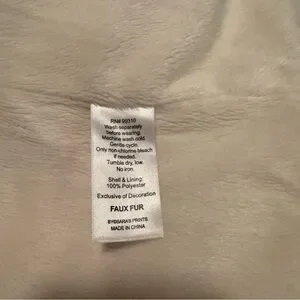 RN# 99310
Wash separately
before wearing.
Machine wash cold.
Gentle cycle.
Only non-chlorine bleach
if needed.
Tumble dry, low.
No iron.
Shell & Lining:
100% Polyester
Exclusive of Decoration
FAUX FUR
PRINTS
MADE IN CHINA